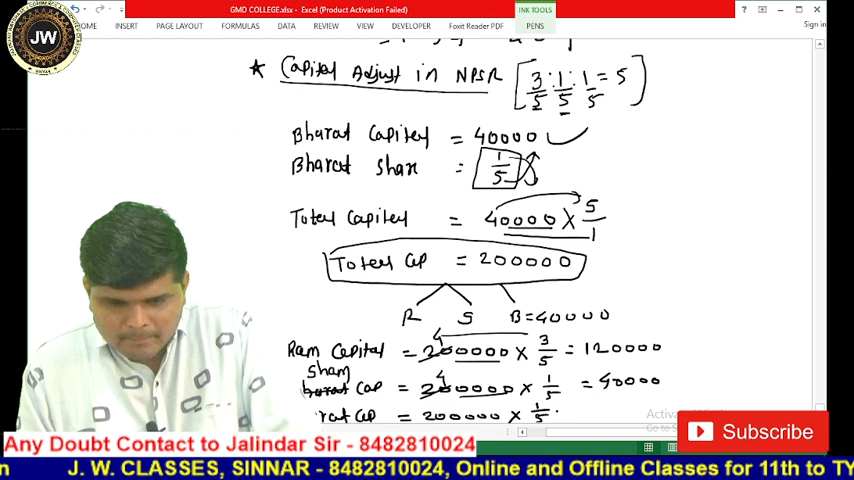 GMD COLLEGE.xlsx - Excel (Product Activation Failed)
INK TOOLS
Sign in
HOME INSERT PAGE LAYOUT FORMULAS DATA REVIEW VIEW DEVELOPER Foxit Reader PDF PENS
JW
★ Capital Adjust in NPSR [3/5 : 1/5 : 1/5 = 5]
Bharat Capital = 40000
Bharat Share = 1/5
Total Capital = 40000 × 5/1
Total Cap = 200000
R S B=40000
Ram Capital = 200000 × 3/5 = 120000
Sham
Cap = 200000 × 1/5 = 40000
rat Cap = 200000 × 1/5
Subscribe
Any Doubt Contact to Jalindar Sir - 8482810024
n J. W. CLASSES, SINNAR - 8482810024, Online and Offline Classes for 11th to TY